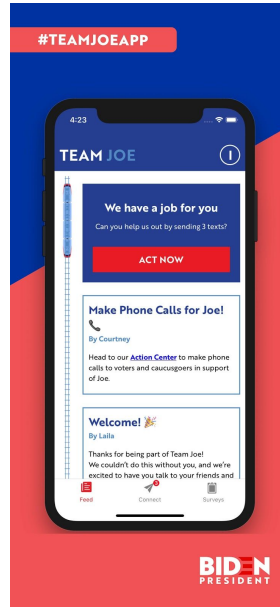 #TEAMJOEAPP
4:23
TEAM JOE
We have a job for you
Can you help us out by sending 3 texts?
ACT NOW
Make Phone Calls for Joe!
📞
By Courtney
Head to our Action Center to make phone
calls to voters and caucusgoers in support
of Joe.
Welcome! 🎉
By Laila
Thanks for being part of Team Joe!
We couldn't do this without you, and we're
excited to have you talk to your friends and
Feed
Connect
Surveys
BIDEN
PRESIDENT